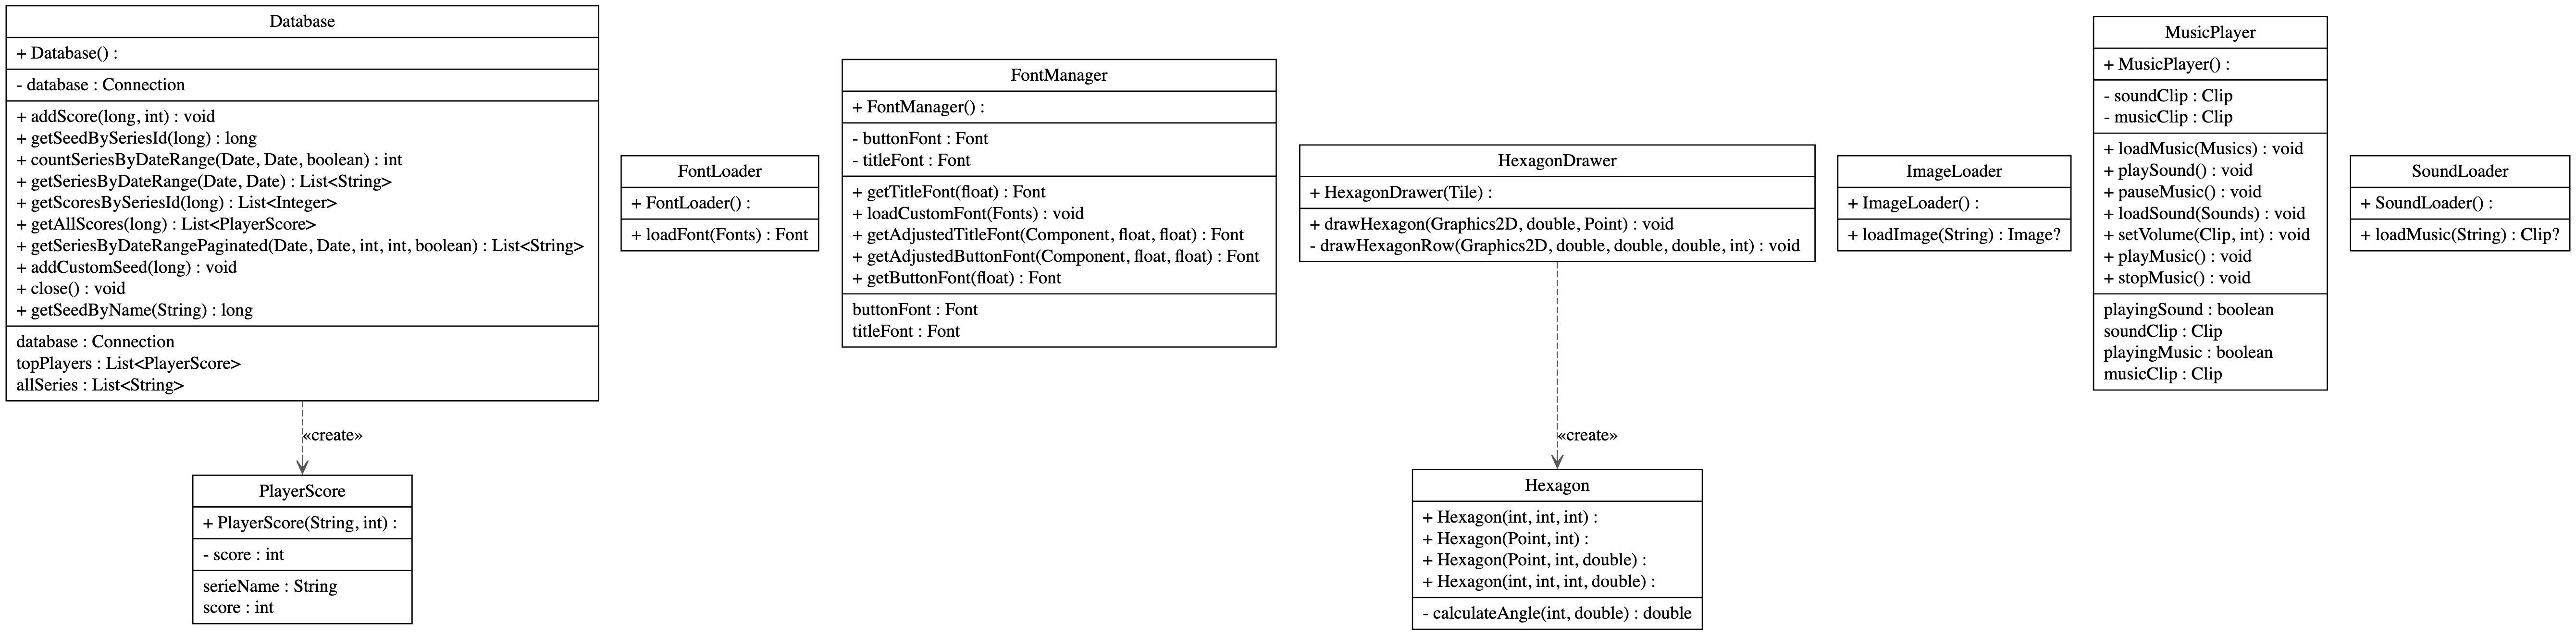 Database
+ Database() :
- database : Connection
+ addScore(long, int) : void
+ getSeedBySeriesId(long) : long
+ countSeriesByDateRange(Date, Date, boolean) : int
+ getSeriesByDateRange(Date, Date) : List<String>
+ getScoresBySeriesId(long) : List<Integer>
+ getAllScores(long) : List<PlayerScore>
+ getSeriesByDateRangePaginated(Date, Date, int, int, boolean) : List<String>
+ addCustomSeed(long) : void
+ close() : void
+ getSeedByName(String) : long
database : Connection
topPlayers : List<PlayerScore>
allSeries : List<String>
«create»
PlayerScore
+ PlayerScore(String, int) :
- score : int
serieName : String
score : int
FontLoader
+ FontLoader() :
+ loadFont(Fonts) : Font
FontManager
+ FontManager() :
- buttonFont : Font
- titleFont : Font
+ getTitleFont(float) : Font
+ loadCustomFont(Fonts) : void
+ getAdjustedTitleFont(Component, float, float) : Font
+ getAdjustedButtonFont(Component, float, float) : Font
+ getButtonFont(float) : Font
buttonFont : Font
titleFont : Font
HexagonDrawer
+ HexagonDrawer(Tile) :
+ drawHexagon(Graphics2D, double, Point) : void
- drawHexagonRow(Graphics2D, double, double, double, int) : void
«create»
Hexagon
+ Hexagon(int, int, int) :
+ Hexagon(Point, int) :
+ Hexagon(Point, int, double) :
+ Hexagon(int, int, int, double) :
- calculateAngle(int, double) : double
ImageLoader
+ ImageLoader() :
+ loadImage(String) : Image?
MusicPlayer
+ MusicPlayer() :
- soundClip : Clip
- musicClip : Clip
+ loadMusic(Musics) : void
+ playSound() : void
+ pauseMusic() : void
+ loadSound(Sounds) : void
+ setVolume(Clip, int) : void
+ playMusic() : void
+ stopMusic() : void
playingSound : boolean
soundClip : Clip
playingMusic : boolean
musicClip : Clip
SoundLoader
+ SoundLoader() :
+ loadMusic(String) : Clip?